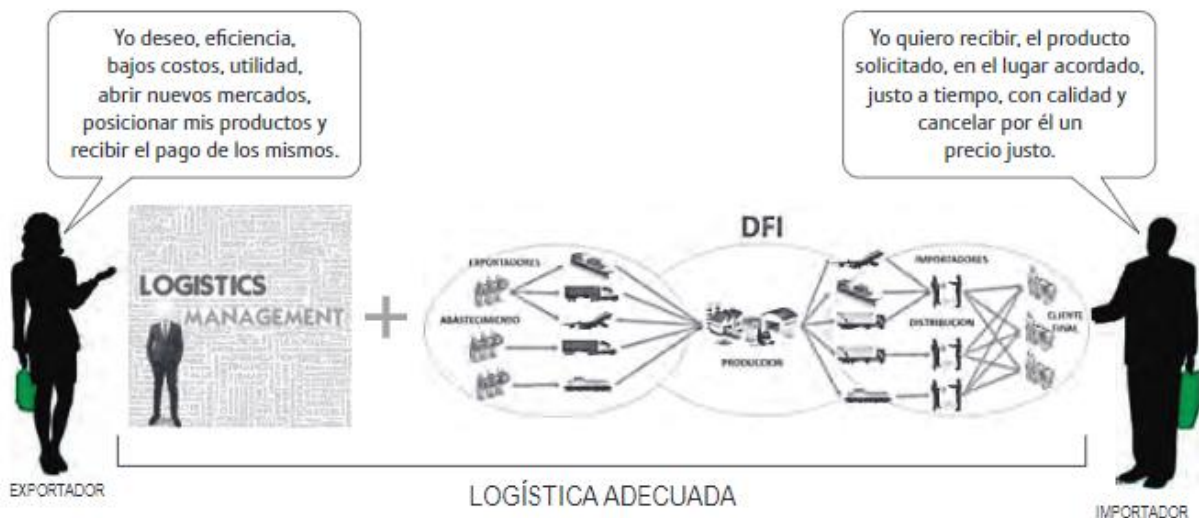 Yo deseo, eficiencia,
bajos costos, utilidad,
abrir nuevos mercados,
posicionar mis productos y
recibir el pago de los mismos.
Yo quiero recibir, el producto
solicitado, en el lugar acordado,
justo a tiempo, con calidad y
cancelar por él un
precio justo.
LOGISTICS
MANAGEMENT
+
DFI
EXPORTADORES
ABASTECIMIENTO
PRODUCCION
IMPORTADORES
DISTRIBUCION
CLIENTE
FINAL
EXPORTADOR
LOGÍSTICA ADECUADA
IMPORTADOR